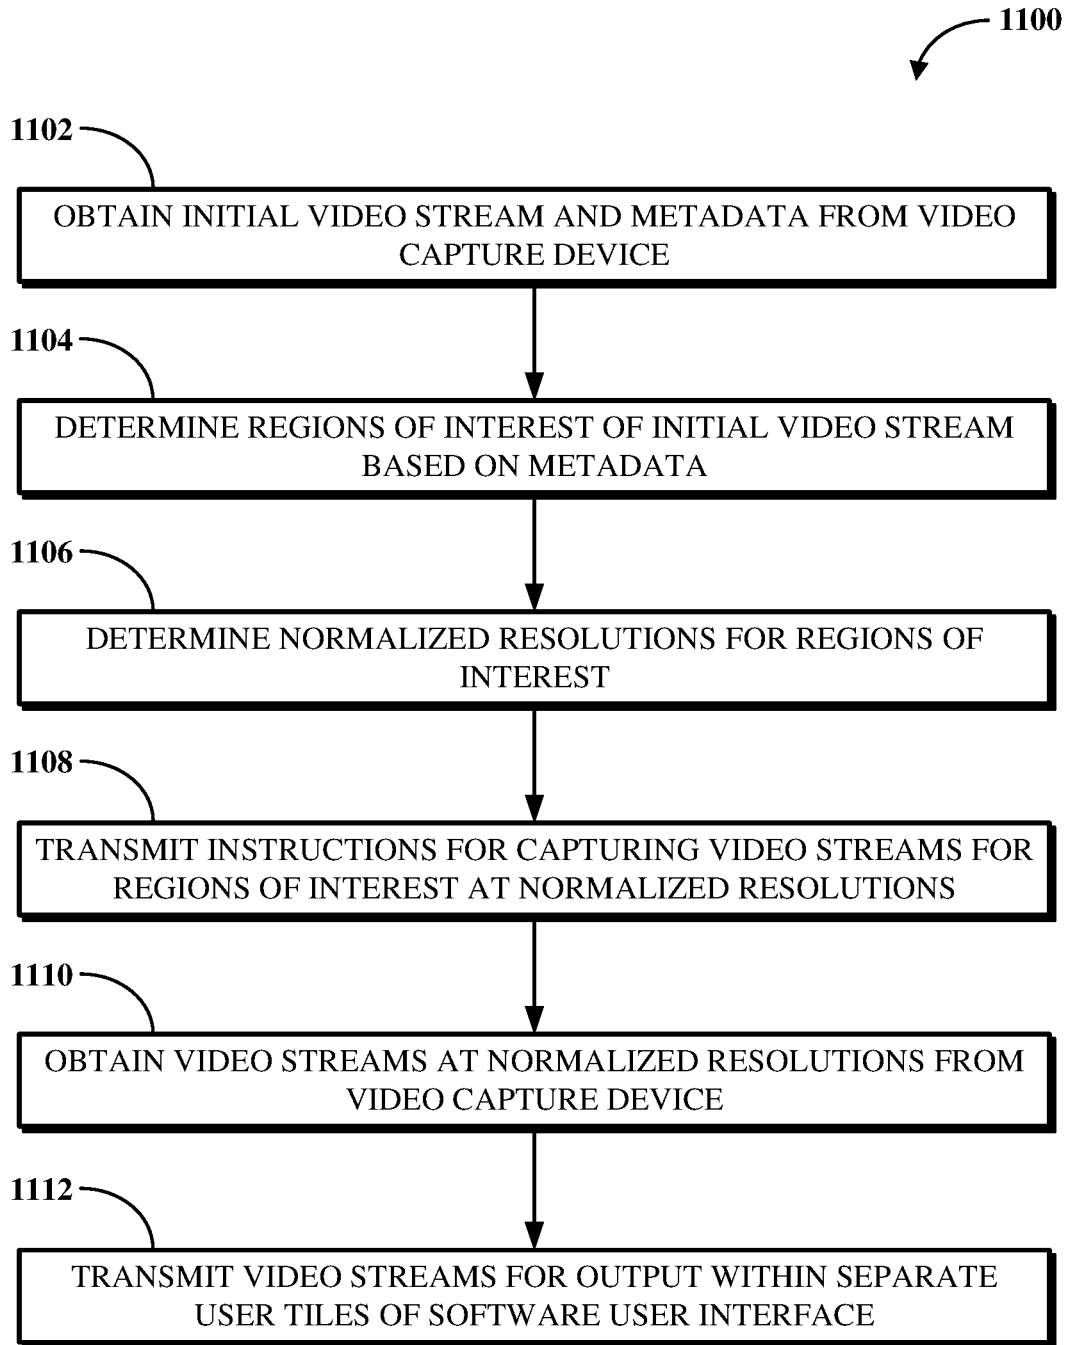 1100
1102
OBTAIN INITIAL VIDEO STREAM AND METADATA FROM VIDEO
CAPTURE DEVICE
1104
DETERMINE REGIONS OF INTEREST OF INITIAL VIDEO STREAM
BASED ON METADATA
1106
DETERMINE NORMALIZED RESOLUTIONS FOR REGIONS OF
INTEREST
1108
TRANSMIT INSTRUCTIONS FOR CAPTURING VIDEO STREAMS FOR
REGIONS OF INTEREST AT NORMALIZED RESOLUTIONS
1110
OBTAIN VIDEO STREAMS AT NORMALIZED RESOLUTIONS FROM
VIDEO CAPTURE DEVICE
1112
TRANSMIT VIDEO STREAMS FOR OUTPUT WITHIN SEPARATE
USER TILES OF SOFTWARE USER INTERFACE